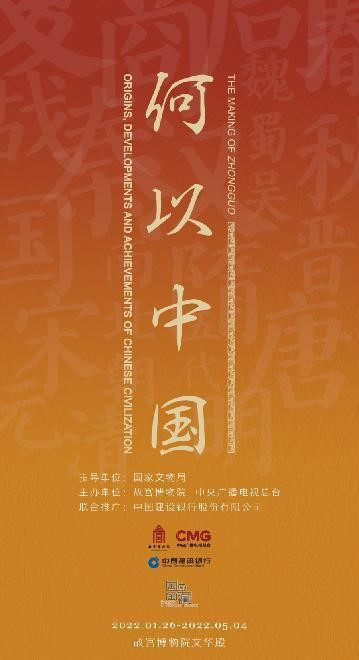 何以中国
THE MAKING OF ZHONGGUO
ORIGINS, DEVELOPMENTS AND ACHIEVEMENTS OF CHINESE CIVILIZATION
指导单位：国家文物局
主办单位：故宫博物院 中央广播电视总台
联合推广：中国建设银行股份有限公司
CMG
中国建设银行
China Construction Bank
2022.01.26-2022.05.04
故宫博物院文华殿